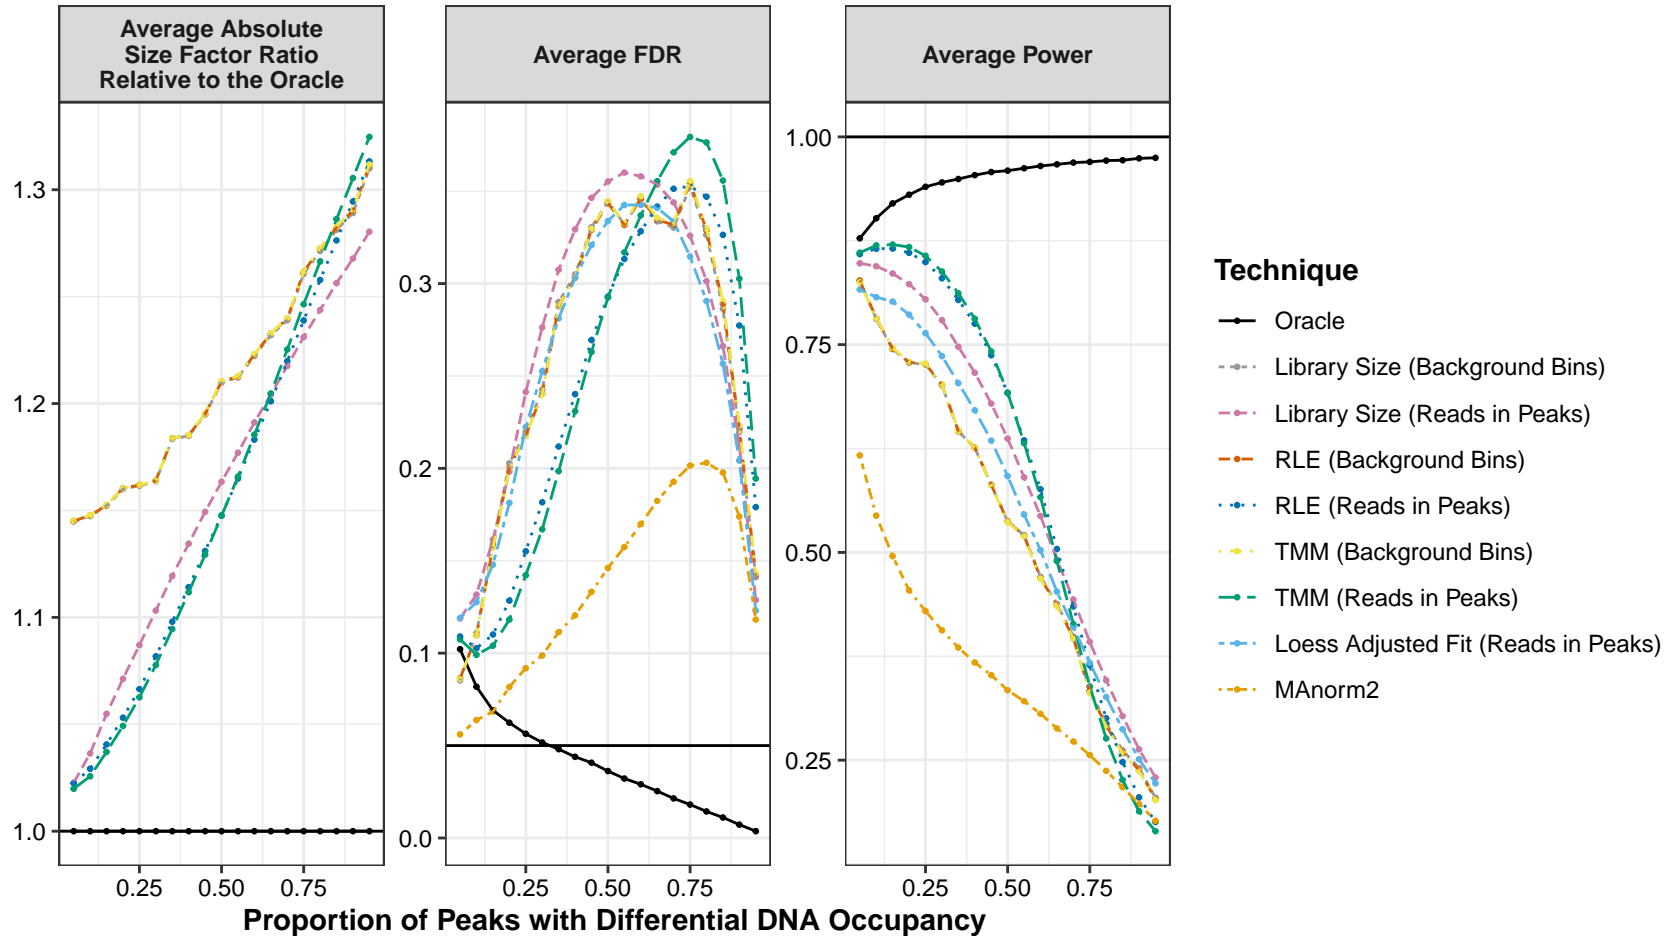 Average Absolute
Size Factor Ratio
Relative to the Oracle
Average FDR
Average Power
1.3
1.2
1.1
1.0
0.3
0.2
0.1
0.0
1.00
0.75
0.50
0.25
0.25 0.50 0.75
0.25 0.50 0.75
0.25 0.50 0.75
Proportion of Peaks with Differential DNA Occupancy
Technique
Oracle
Library Size (Background Bins)
Library Size (Reads in Peaks)
RLE (Background Bins)
RLE (Reads in Peaks)
TMM (Background Bins)
TMM (Reads in Peaks)
Loess Adjusted Fit (Reads in Peaks)
MAnorm2